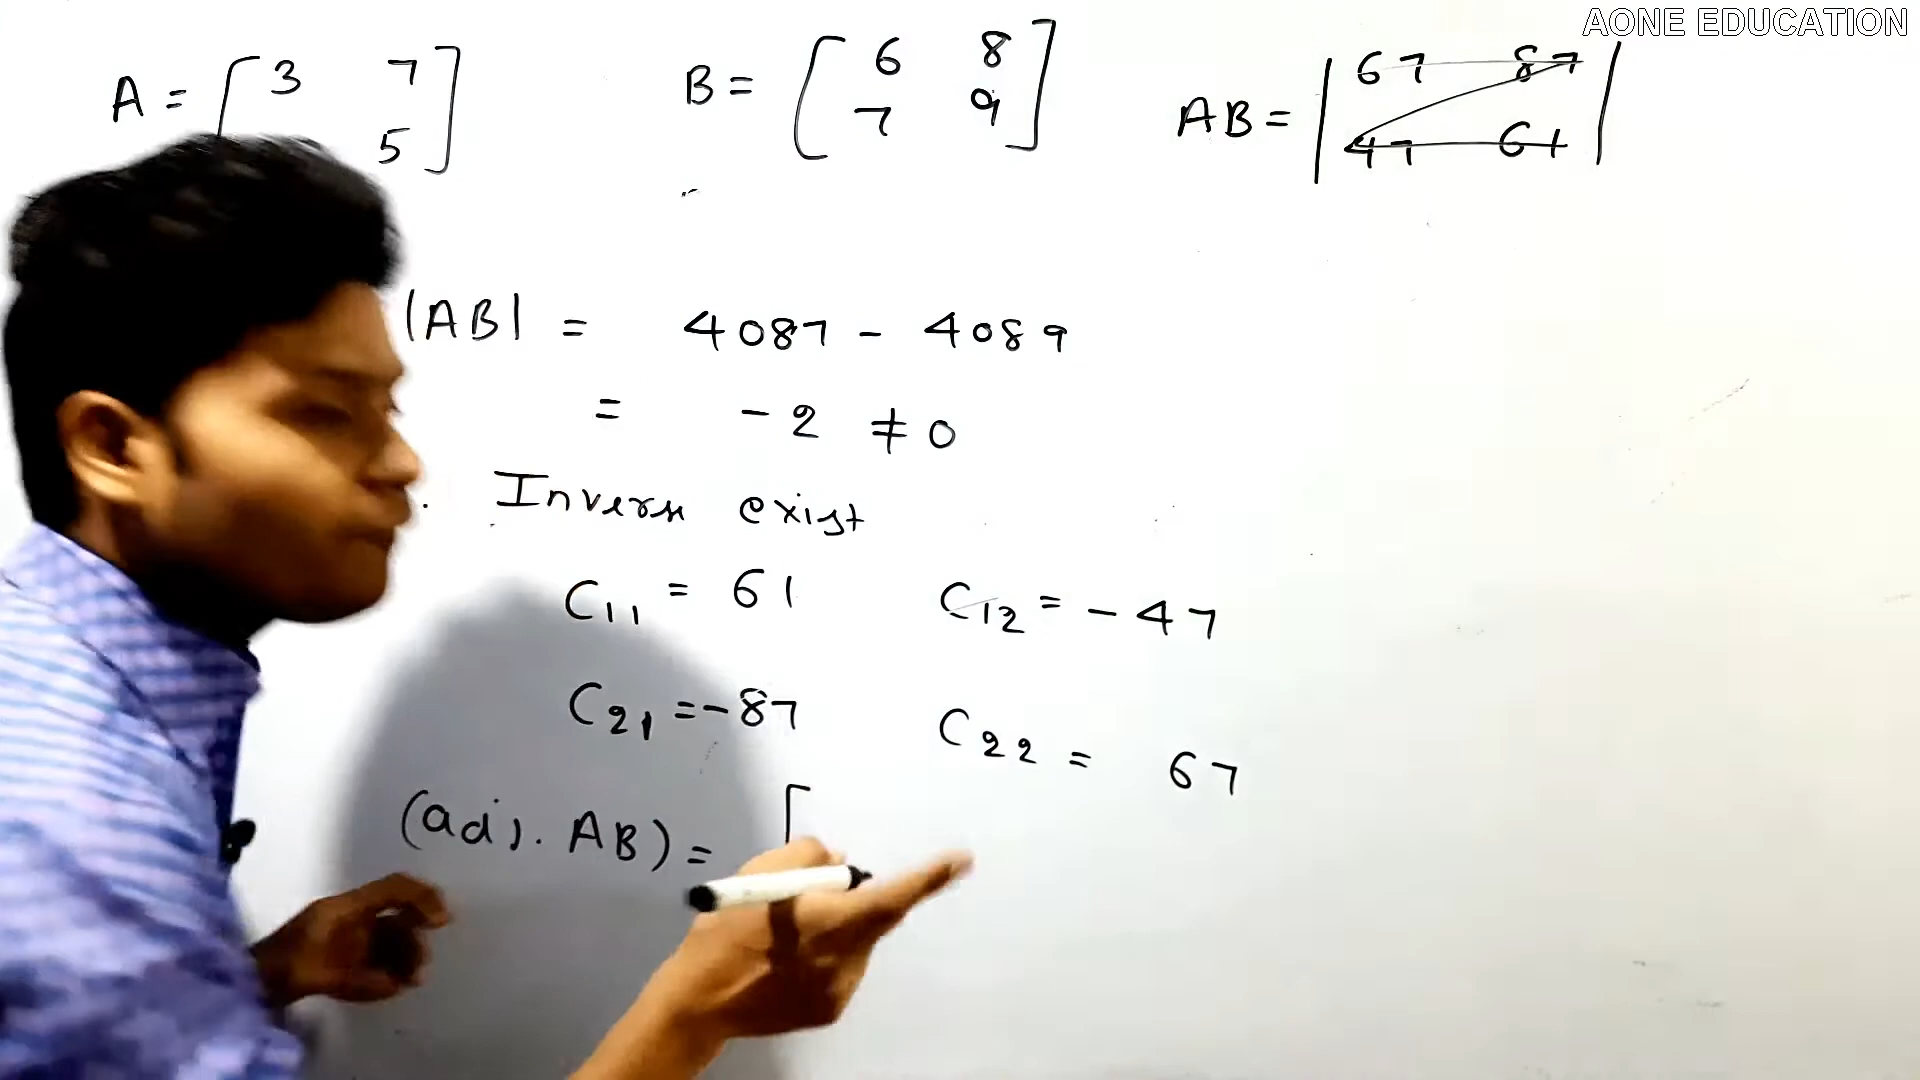 AONE EDUCATION
A = [ 3 7
5 ]
B = [ 6 8
7 9 ]
AB = | 67 87
47 61 |
|AB| = 4087 - 4089
= -2 ≠ 0
. Inverse exist
C11 = 61 C12 = -47
C21 = -87 C22 = 67
(adj. AB) = [